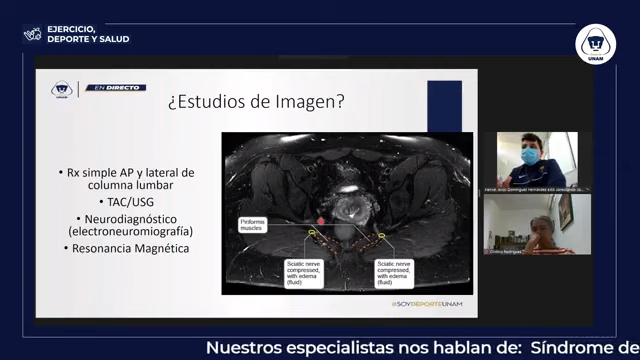 EJERCICIO,
DEPORTE Y SALUD
UNAM
UNAM
EN DIRECTO
¿Estudios de Imagen?
• Rx simple AP y lateral de
columna lumbar
• TAC/USG
• Neurodiagnóstico
(electroneuromiografía)
• Resonancia Magnética
Piriformis
muscles
Sciatic nerve
compressed,
with edema
(fluid)
Sciatic nerve
compressed,
with edema
(fluid)
#SOYDEPORTEUNAM
Nuestros especialistas nos hablan de: Síndrome de